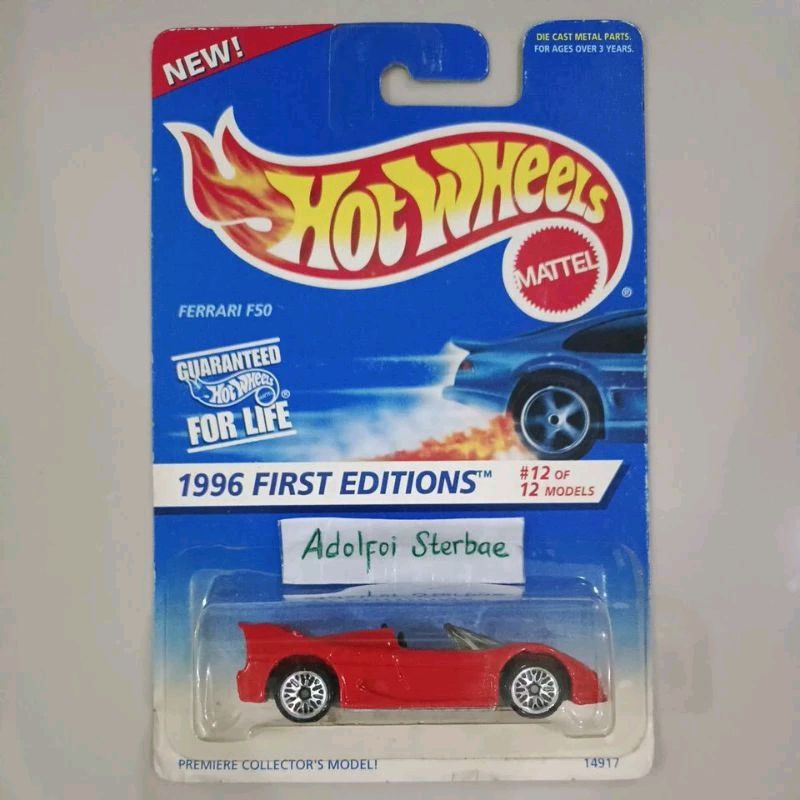 NEW!
DIE CAST METAL PARTS.
FOR AGES OVER 3 YEARS.
HOT WHEELS
MATTEL
®
FERRARI F50
GUARANTEED
HOT WHEELS ®
FOR LIFE
1996 FIRST EDITIONS™
#12 OF
12 MODELS
Adolfoi Sterbae
PREMIERE COLLECTOR'S MODEL!
14917